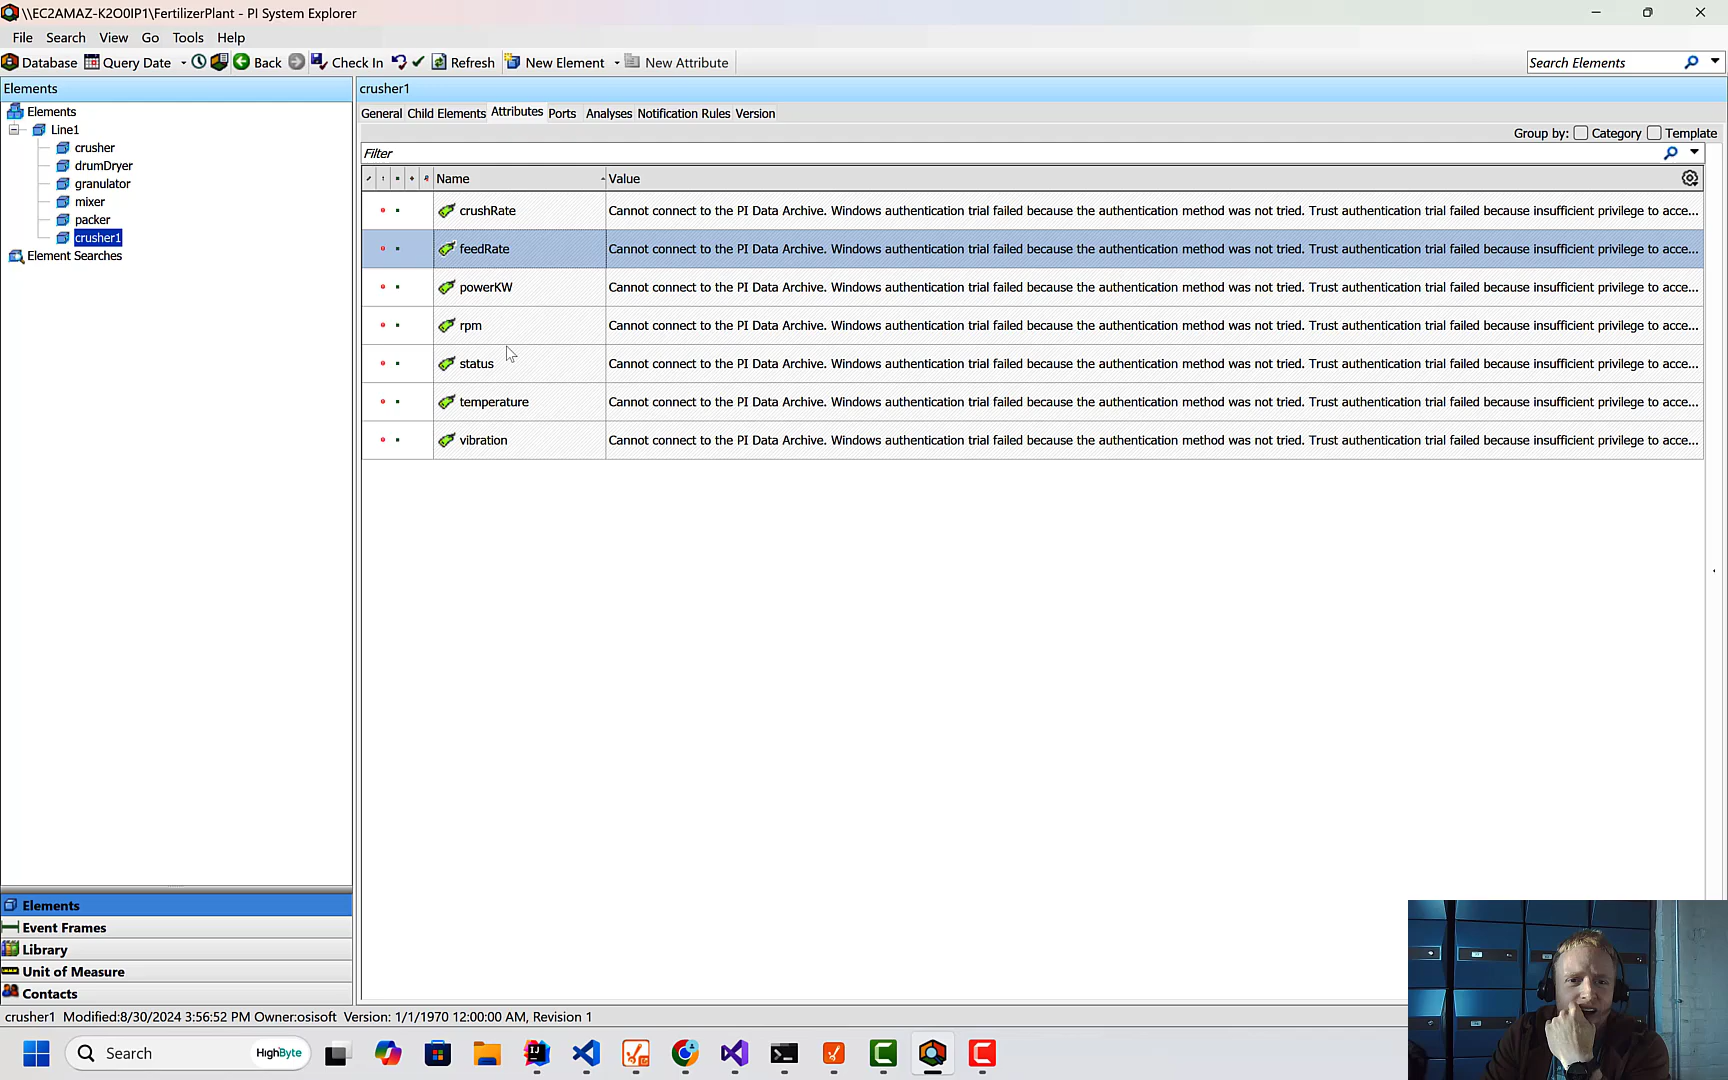 \\EC2AMAZ-K2O0IP1\FertilizerPlant - PI System Explorer
File Search View Go Tools Help
Database Query Date Back Check In Refresh New Element New Attribute Search Elements
Elements
crusher1
Elements
Line1
crusher
drumDryer
granulator
mixer
packer
crusher1
Element Searches
General Child Elements Attributes Ports Analyses Notification Rules Version
Group by: Category Template
Filter
Name Value
crushRate Cannot connect to the PI Data Archive. Windows authentication trial failed because the authentication method was not tried. Trust authentication trial failed because insufficient privilege to acce...
feedRate Cannot connect to the PI Data Archive. Windows authentication trial failed because the authentication method was not tried. Trust authentication trial failed because insufficient privilege to acce...
powerKW Cannot connect to the PI Data Archive. Windows authentication trial failed because the authentication method was not tried. Trust authentication trial failed because insufficient privilege to acce...
rpm Cannot connect to the PI Data Archive. Windows authentication trial failed because the authentication method was not tried. Trust authentication trial failed because insufficient privilege to acce...
status Cannot connect to the PI Data Archive. Windows authentication trial failed because the authentication method was not tried. Trust authentication trial failed because insufficient privilege to acce...
temperature Cannot connect to the PI Data Archive. Windows authentication trial failed because the authentication method was not tried. Trust authentication trial failed because insufficient privilege to acce...
vibration Cannot connect to the PI Data Archive. Windows authentication trial failed because the authentication method was not tried. Trust authentication trial failed because insufficient privilege to acce...
Elements
Event Frames
Library
Unit of Measure
Contacts
crusher1 Modified:8/30/2024 3:56:52 PM Owner:osisoft Version: 1/1/1970 12:00:00 AM, Revision 1
Search HighByte